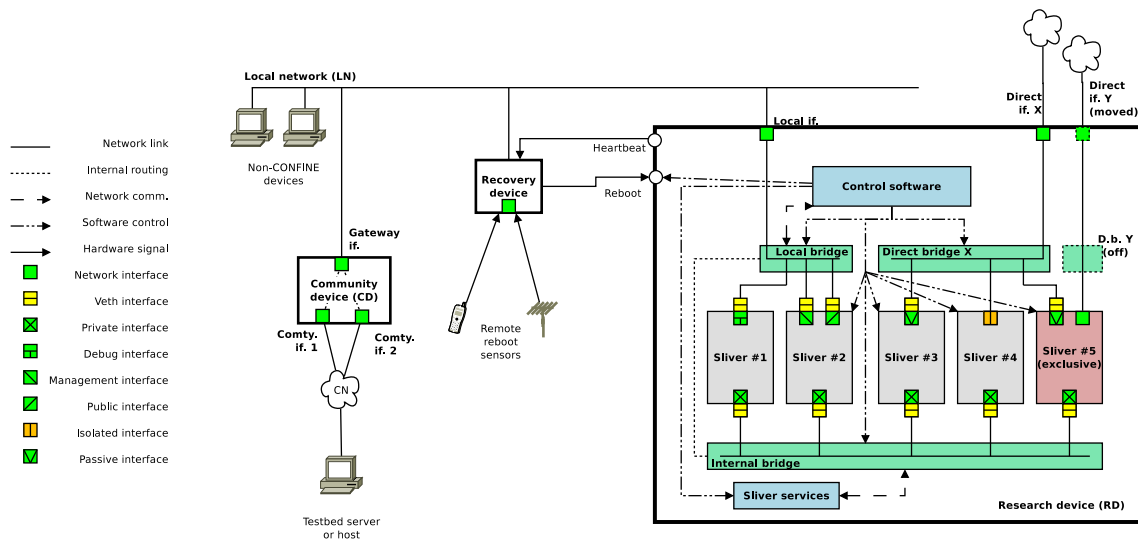 Network link
Internal routing
Network comm.
Software control
Hardware signal
Network interface
Veth interface
Private interface
Debug interface
Management interface
Public interface
Isolated interface
Passive interface
Local network (LN)
Non-CONFINE
devices
Gateway
if.
Community
device (CD)
Comty.
if. 1
Comty.
if. 2
CN
Testbed server
or host
Recovery
device
Remote
reboot
sensors
Heartbeat
Reboot
Local if.
Direct
if. X
Direct
if. Y
(moved)
Control software
Local bridge
Direct bridge X
D.b. Y
(off)
Sliver #1
Sliver #2
Sliver #3
Sliver #4
Sliver #5
(exclusive)
Internal bridge
Sliver services
Research device (RD)